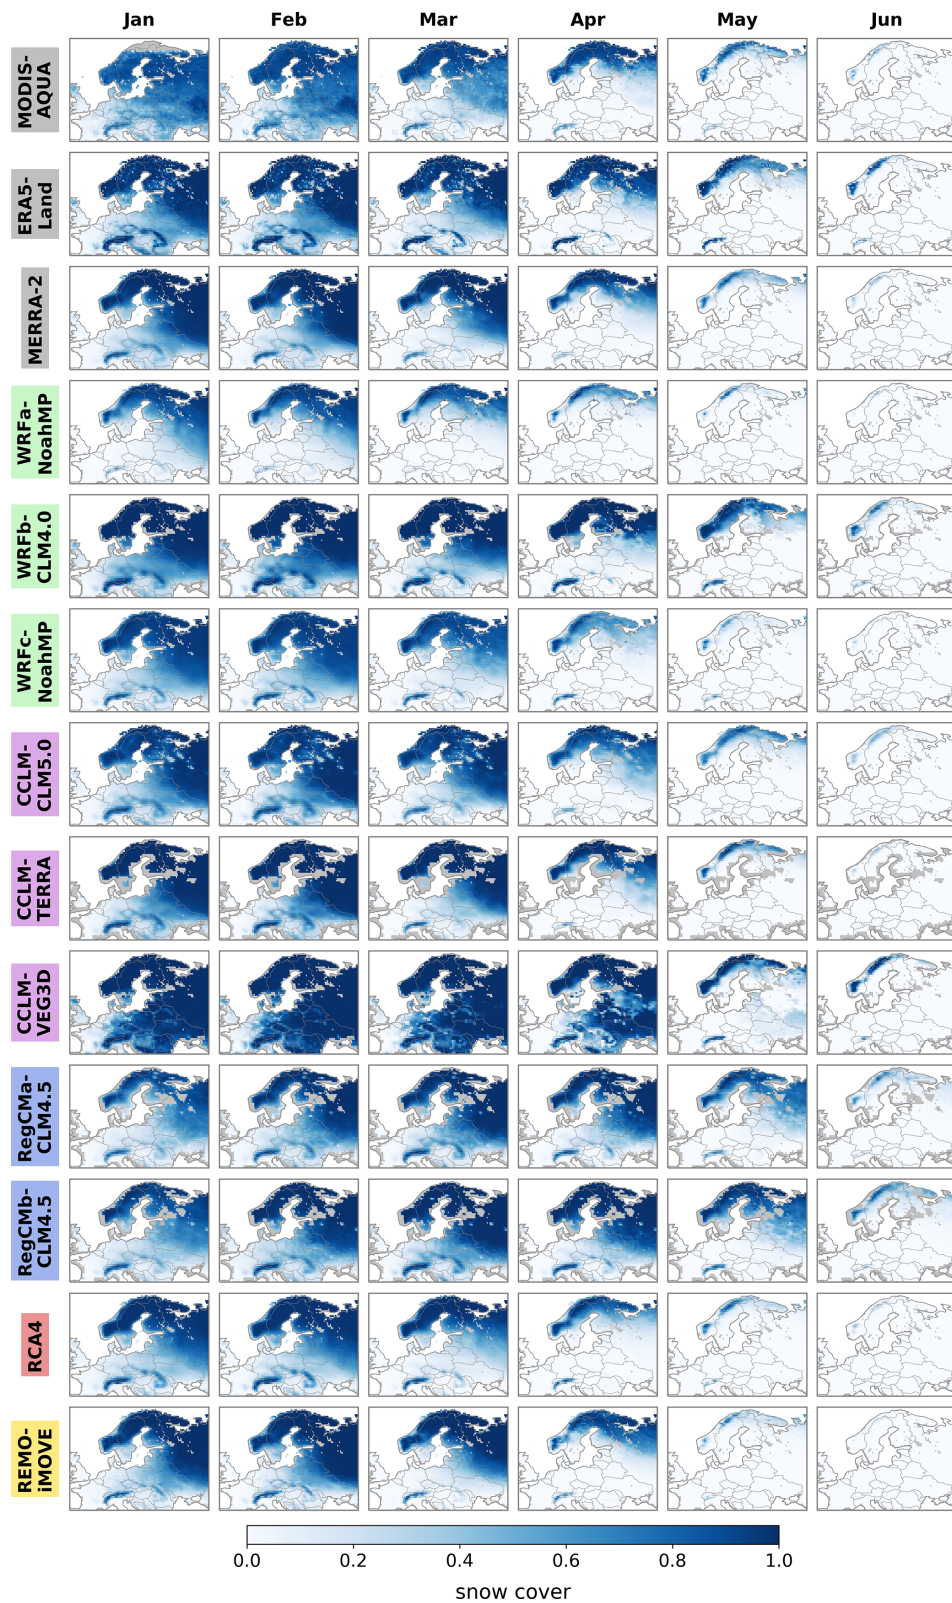 Jan Feb Mar Apr May Jun
MODIS-
AQUA
ERA5-
Land
MERRA-2
WRFa-
NoahMP
WRFb-
CLM4.0
WRFc-
NoahMP
CCLM-
CLM5.0
CCLM-
TERRA
CCLM-
VEG3D
RegCMa-
CLM4.5
RegCMb-
CLM4.5
RCA4
REMO-
iMOVE
0.0 0.2 0.4 0.6 0.8 1.0
snow cover